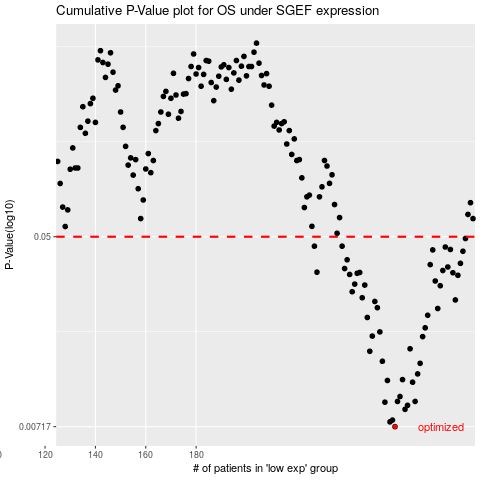 Cumulative P-Value plot for OS under SGEF expression
P-Value(log10)
0.05
0.00717
optimized
0 120 140 160 180
# of patients in 'low exp' group